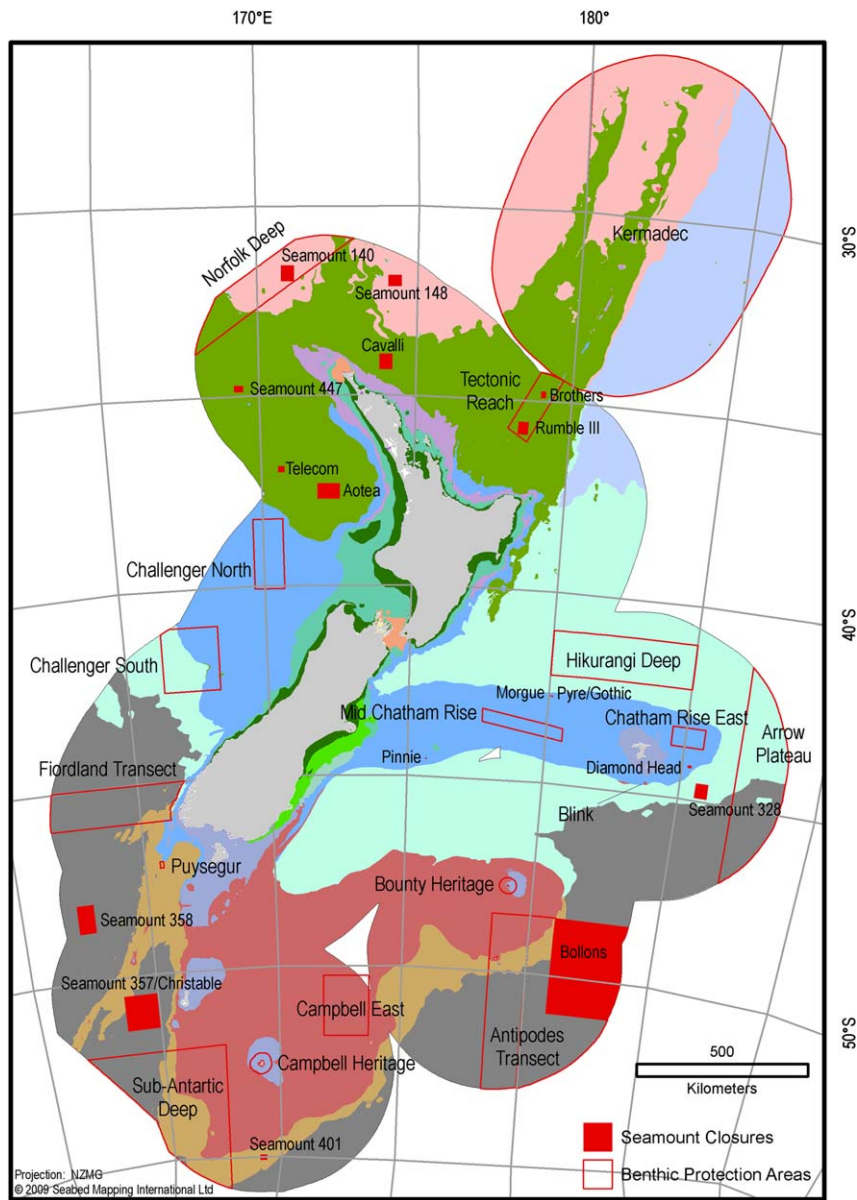 170°E
180°
Kermadec
30°S
Norfolk Deep
Seamount 140
Seamount 148
Cavalli
Tectonic
Reach
Brothers
Seamount 447
Rumble III
Telecom
Aotea
Challenger North
40°S
Challenger South
Hikurangi Deep
Morgue
Pyre/Gothic
Mid Chatham Rise
Chatham Rise East
Arrow
Plateau
Pinnie
Diamond Head
Fiordland Transect
Blink
Seamount 328
Puysegur
Bounty Heritage
Seamount 358
Bollons
Seamount 357/Christable
Campbell East
Antipodes
Transect
50°S
Campbell Heritage
Sub-Antarctic
Deep
500
Kilometers
Seamount 401
Seamount Closures
Benthic Protection Areas
Projection: NZMG
© 2009 Seabed Mapping International Ltd